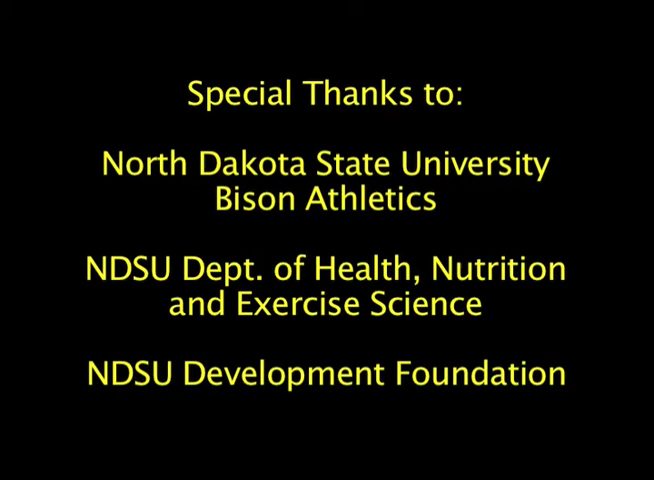 Special Thanks to:
North Dakota State University
Bison Athletics
NDSU Dept. of Health, Nutrition
and Exercise Science
NDSU Development Foundation